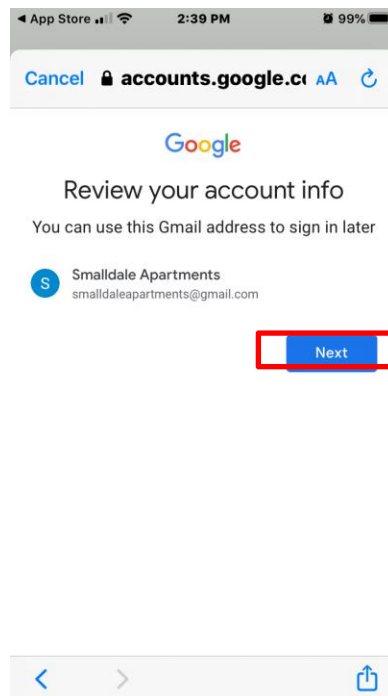 App Store 2:39 PM 99%
Cancel accounts.google.c AA
Google
Review your account info
You can use this Gmail address to sign in later
S
Smalldale Apartments
smalldaleapartments@gmail.com
Next